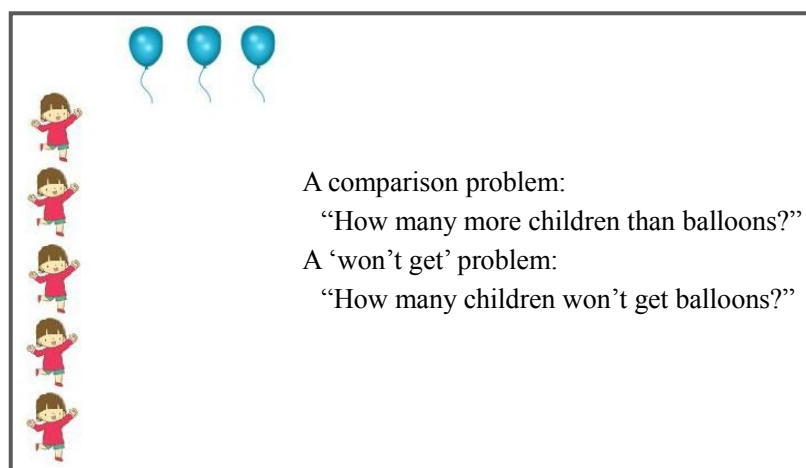 A comparison problem:
“How many more children than balloons?”
A ‘won’t get’ problem:
“How many children won’t get balloons?”